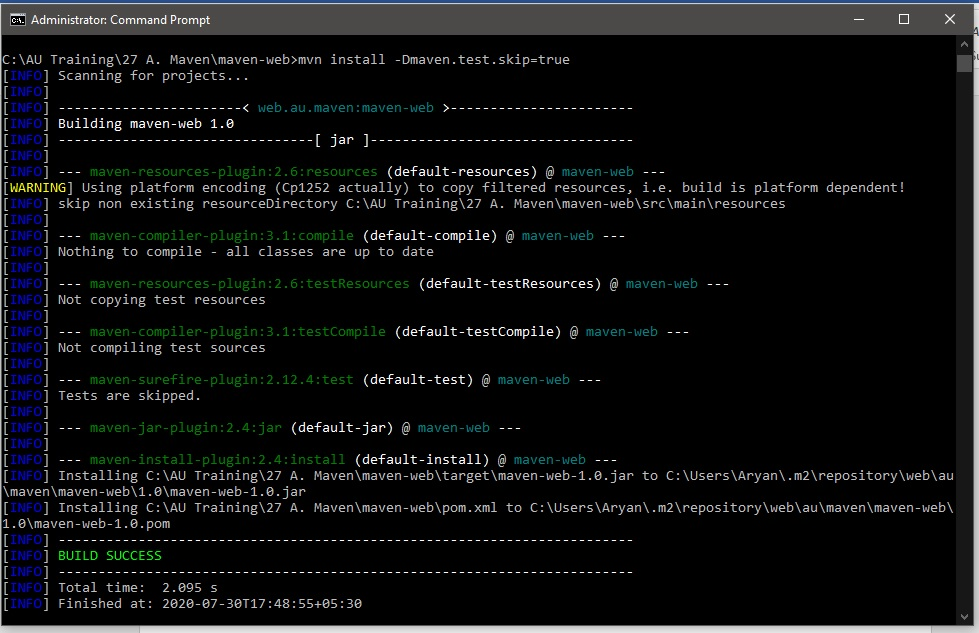 Administrator: Command Prompt
C:\AU Training\27 A. Maven\maven-web>mvn install -Dmaven.test.skip=true
[INFO] Scanning for projects...
[INFO]
[INFO] -----------------------< web.au.maven:maven-web >-----------------------
[INFO] Building maven-web 1.0
[INFO] --------------------------------[ jar ]---------------------------------
[INFO]
[INFO] --- maven-resources-plugin:2.6:resources (default-resources) @ maven-web ---
[WARNING] Using platform encoding (Cp1252 actually) to copy filtered resources, i.e. build is platform dependent!
[INFO] skip non existing resourceDirectory C:\AU Training\27 A. Maven\maven-web\src\main\resources
[INFO]
[INFO] --- maven-compiler-plugin:3.1:compile (default-compile) @ maven-web ---
[INFO] Nothing to compile - all classes are up to date
[INFO]
[INFO] --- maven-resources-plugin:2.6:testResources (default-testResources) @ maven-web ---
[INFO] Not copying test resources
[INFO]
[INFO] --- maven-compiler-plugin:3.1:testCompile (default-testCompile) @ maven-web ---
[INFO] Not compiling test sources
[INFO]
[INFO] --- maven-surefire-plugin:2.12.4:test (default-test) @ maven-web ---
[INFO] Tests are skipped.
[INFO]
[INFO] --- maven-jar-plugin:2.4:jar (default-jar) @ maven-web ---
[INFO]
[INFO] --- maven-install-plugin:2.4:install (default-install) @ maven-web ---
[INFO] Installing C:\AU Training\27 A. Maven\maven-web\target\maven-web-1.0.jar to C:\Users\Aryan\.m2\repository\web\au
\maven\maven-web\1.0\maven-web-1.0.jar
[INFO] Installing C:\AU Training\27 A. Maven\maven-web\pom.xml to C:\Users\Aryan\.m2\repository\web\au\maven\maven-web\
1.0\maven-web-1.0.pom
[INFO] ------------------------------------------------------------------------
[INFO] BUILD SUCCESS
[INFO] ------------------------------------------------------------------------
[INFO] Total time:  2.095 s
[INFO] Finished at: 2020-07-30T17:48:55+05:30